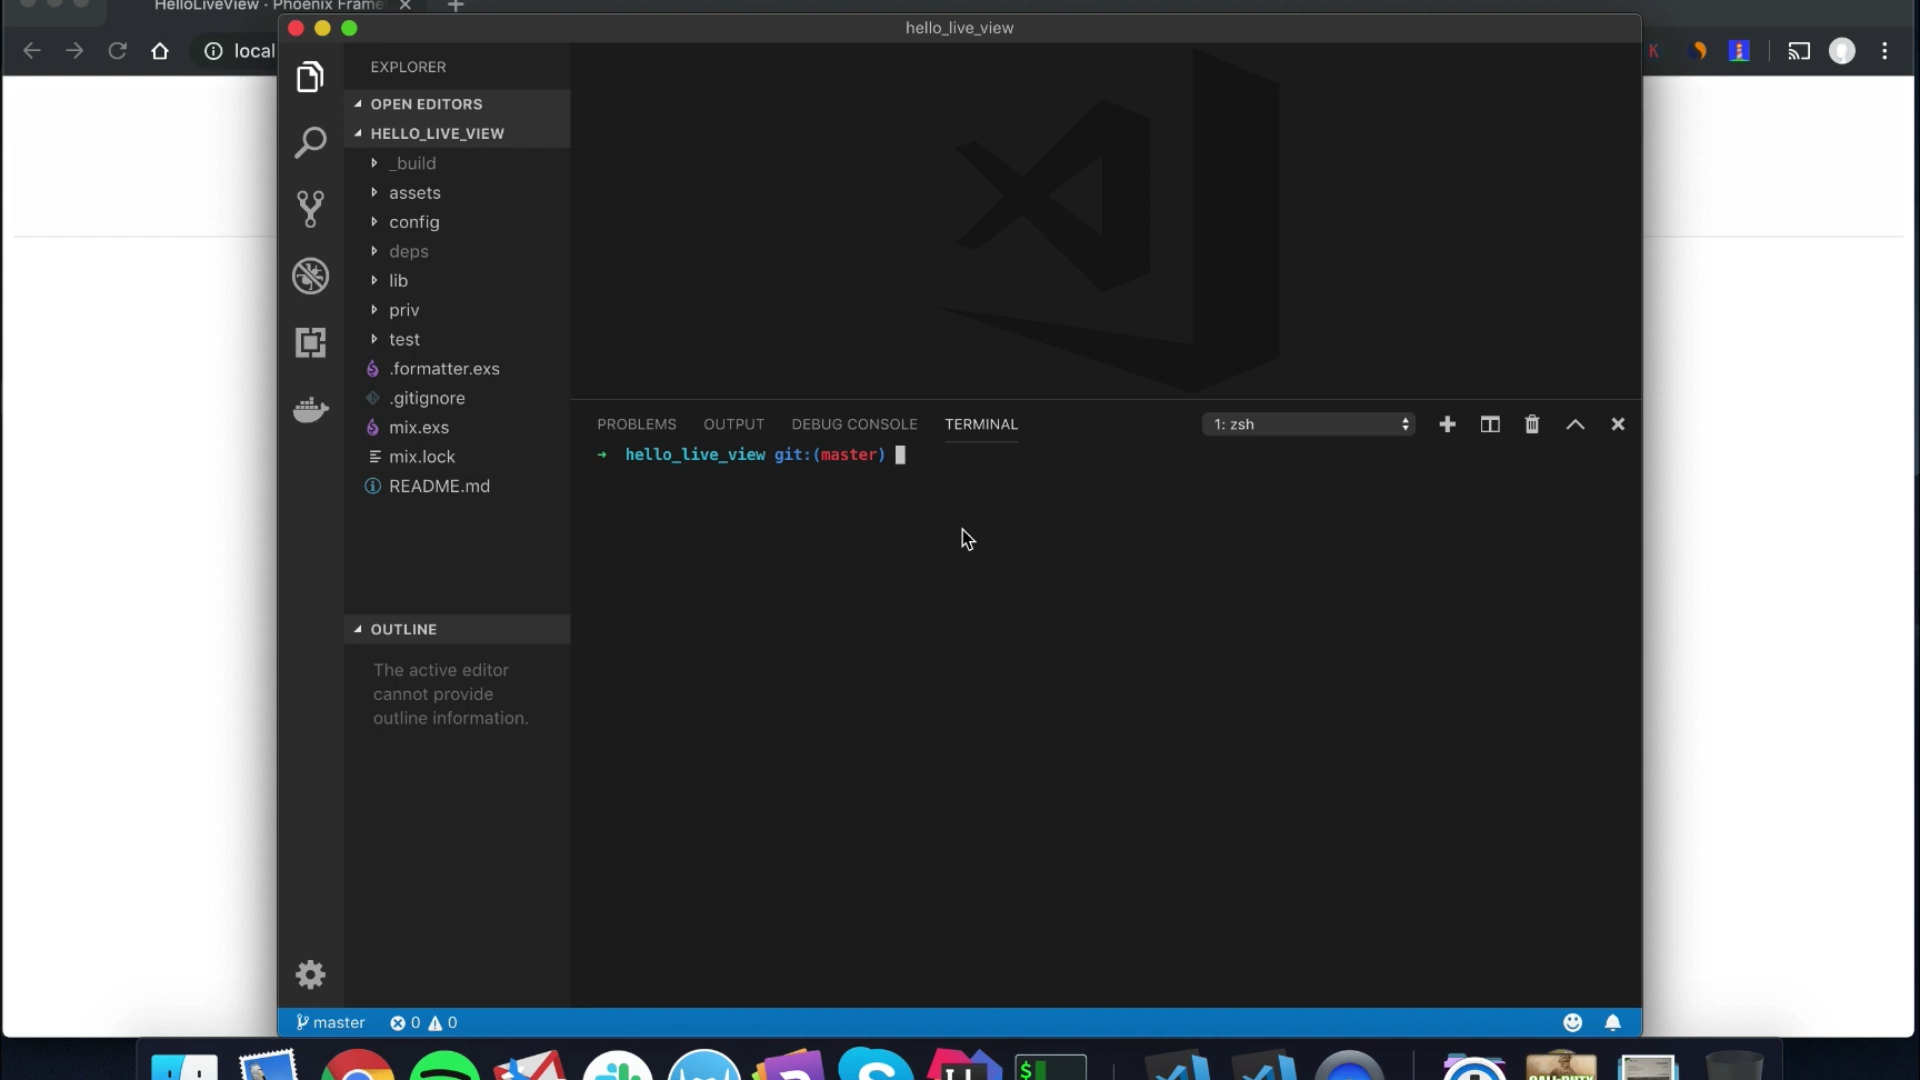 HelloLiveView · Phoenix Frame
hello_live_view
local
EXPLORER
OPEN EDITORS
HELLO_LIVE_VIEW
_build
assets
config
deps
lib
priv
test
.formatter.exs
.gitignore
mix.exs
mix.lock
README.md
PROBLEMS OUTPUT DEBUG CONSOLE TERMINAL 1: zsh
➜ hello_live_view git:(master)
OUTLINE
The active editor
cannot provide
outline information.
master 0 0